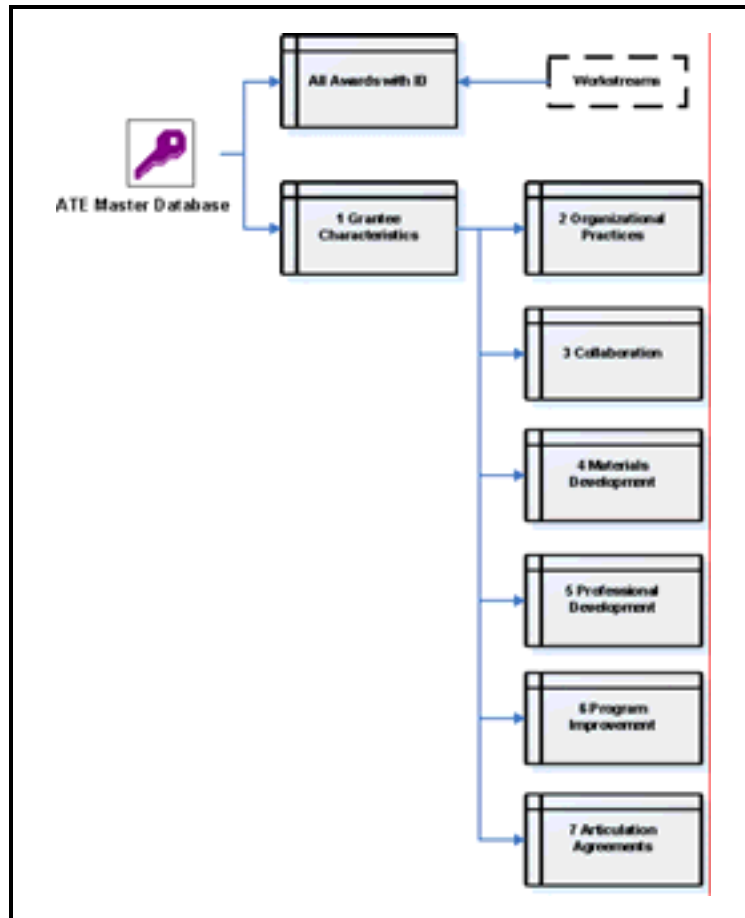 All Awards with ID
Workstreams
ATE Master Database
1 Grantee
Characteristics
2 Organizational
Practices
3 Collaboration
4 Materials
Development
5 Professional
Development
6 Program
Improvement
7 Articulation
Agreements